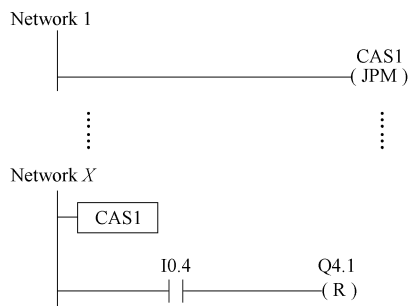 Network 1
CAS1
( JPM )
Network X
CAS1
I0.4 Q4.1
( R )